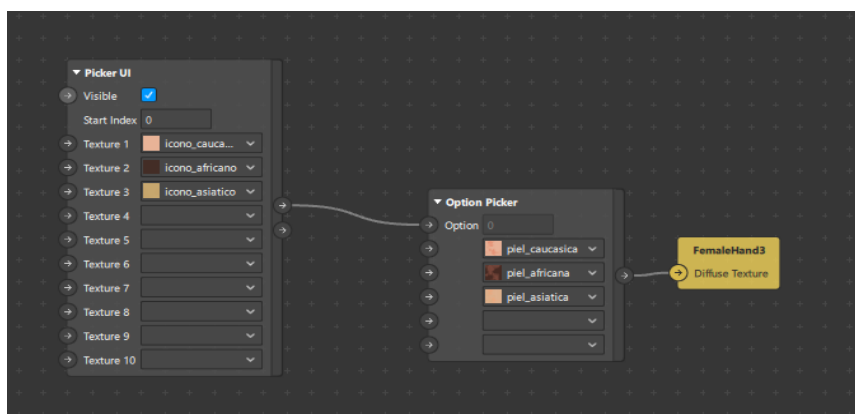 Picker UI
Visible
Start Index 0
Texture 1 icono_cauca...
Texture 2 icono_africano
Texture 3 icono_asiatico
Texture 4
Texture 5
Texture 6
Texture 7
Texture 8
Texture 9
Texture 10
Option Picker
Option 0
piel_caucasica
piel_africana
piel_asiatica
FemaleHand3
Diffuse Texture